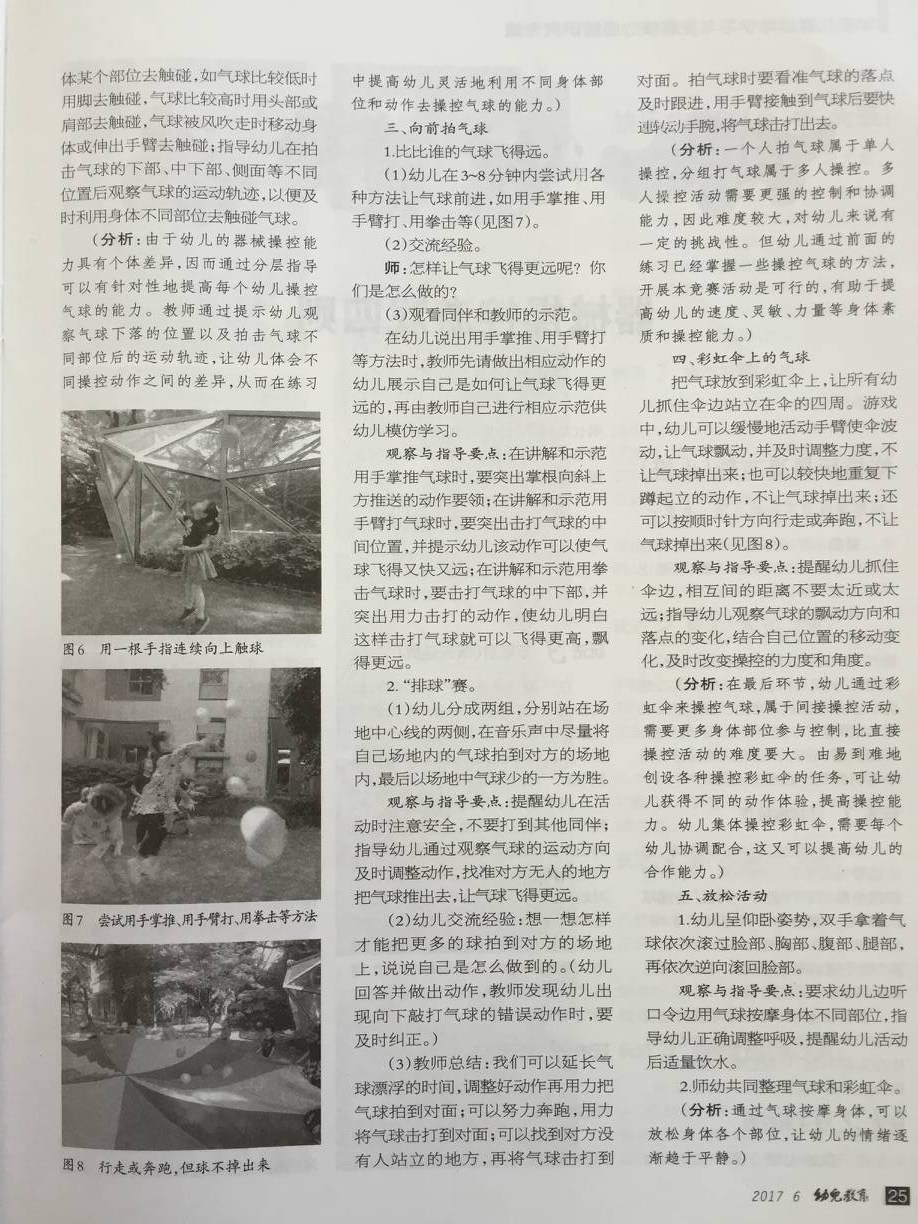 体某个部位去触碰，如气球比较低时
用脚去触碰，气球比较高时用头部或
肩部去触碰，气球被风吹走时移动身
体或伸出手臂去触碰；指导幼儿在拍
击气球的下部、中下部、侧面等不同
位置后观察气球的运动轨迹，以便及
时利用身体不同部位去触碰气球。
（分析：由于幼儿的器械操控能
力具有个体差异，因而通过分层指导
可以有针对性地提高每个幼儿操控
气球的能力。教师通过提示幼儿观
察气球下落的位置以及拍击气球不
同部位后的运动轨迹，让幼儿体会不
同操控动作之间的差异，从而在练习
图6 用一根手指连续向上触球
图7 尝试用手掌推、用手臂打、用拳击等方法
图8 行走或奔跑，但球不掉出来
中提高幼儿灵活地利用不同身体部
位和动作去操控气球的能力。）
三、向前拍气球
1.比比谁的气球飞得远。
（1）幼儿在3~8分钟内尝试用各
种方法让气球前进，如用手掌推、用
手臂打、用拳击等（见图7）。
（2）交流经验。
师：怎样让气球飞得更远呢？你
们是怎么做的？
（3）观看同伴和教师的示范。
在幼儿说出用手掌推、用手臂打
等方法时，教师先请做出相应动作的
幼儿展示自己是如何让气球飞得更
远的，再由教师自己进行相应示范供
幼儿模仿学习。
观察与指导要点：在讲解和示范
用手掌推气球时，要突出掌根向斜上
方推送的动作要领；在讲解和示范用
手臂打气球时，要突出击打气球的中
间位置，并提示幼儿该动作可以使气
球飞得又快又远；在讲解和示范用拳
击气球时，要击打气球的中下部，并
突出用力击打的动作，使幼儿明白
这样击打气球就可以飞得更高，飘
得更远。
2.“排球”赛。
（1）幼儿分成两组，分别站在场
地中心线的两侧，在音乐声中尽量将
自己场地内的气球拍到对方的场地
内，最后以场地中气球少的一方为胜。
观察与指导要点：提醒幼儿在活
动时注意安全，不要打到其他同伴；
指导幼儿通过观察气球的运动方向
及时调整动作，找准对方无人的地方
把气球推出去，让气球飞得更远。
（2）幼儿交流经验：想一想怎样
才能把更多的球拍到对方的场地
上，说说自己是怎么做到的。（幼儿
回答并做出动作，教师发现幼儿出
现向下敲打气球的错误动作时，要
及时纠正。）
（3）教师总结：我们可以延长气
球漂浮的时间，调整好动作再用力把
气球拍到对面；可以努力奔跑，用力
将气球击打到对面；可以找到对方没
有人站立的地方，再将气球击打到
对面。拍气球时要看准气球的落点
及时跟进，用手臂接触到气球后要快
速转动手腕，将气球击打出去。
（分析：一个人拍气球属于单人
操控，分组打气球属于多人操控。多
人操控活动需要更强的控制和协调
能力，因此难度较大，对幼儿来说有
一定的挑战性。但幼儿通过前面的
练习已经掌握一些操控气球的方法，
开展本竞赛活动是可行的，有助于提
高幼儿的速度、灵敏、力量等身体素
质和操控能力。）
四、彩虹伞上的气球
把气球放到彩虹伞上，让所有幼
儿抓住伞边站立在伞的四周。游戏
中，幼儿可以缓慢地活动手臂使伞波
动，让气球飘动，并及时调整力度，不
让气球掉出来；也可以较快地重复下
蹲起立的动作，不让气球掉出来；还
可以按顺时针方向行走或奔跑，不让
气球掉出来（见图8）。
观察与指导要点：提醒幼儿抓住
伞边，相互间的距离不要太近或太
远；指导幼儿观察气球的飘动方向和
落点的变化，结合自己位置的移动变
化，及时改变操控的力度和角度。
（分析：在最后环节，幼儿通过彩
虹伞来操控气球，属于间接操控活动，
需要更多身体部位参与控制，比直接
操控活动的难度要大。由易到难地
创设各种操控彩虹伞的任务，可让幼
儿获得不同的动作体验，提高操控能
力。幼儿集体操控彩虹伞，需要每个
幼儿协调配合，这又可以提高幼儿的
合作能力。）
五、放松活动
1.幼儿呈仰卧姿势，双手拿着气
球依次滚过脸部、胸部、腹部、腿部，
再依次逆向滚回脸部。
观察与指导要点：要求幼儿边听
口令边用气球按摩身体不同部位，指
导幼儿正确调整呼吸，提醒幼儿活动
后适量饮水。
2.师幼共同整理气球和彩虹伞。
（分析：通过气球按摩身体，可以
放松身体各个部位，让幼儿的情绪逐
渐趋于平静。）
2017 6 幼儿教育 25